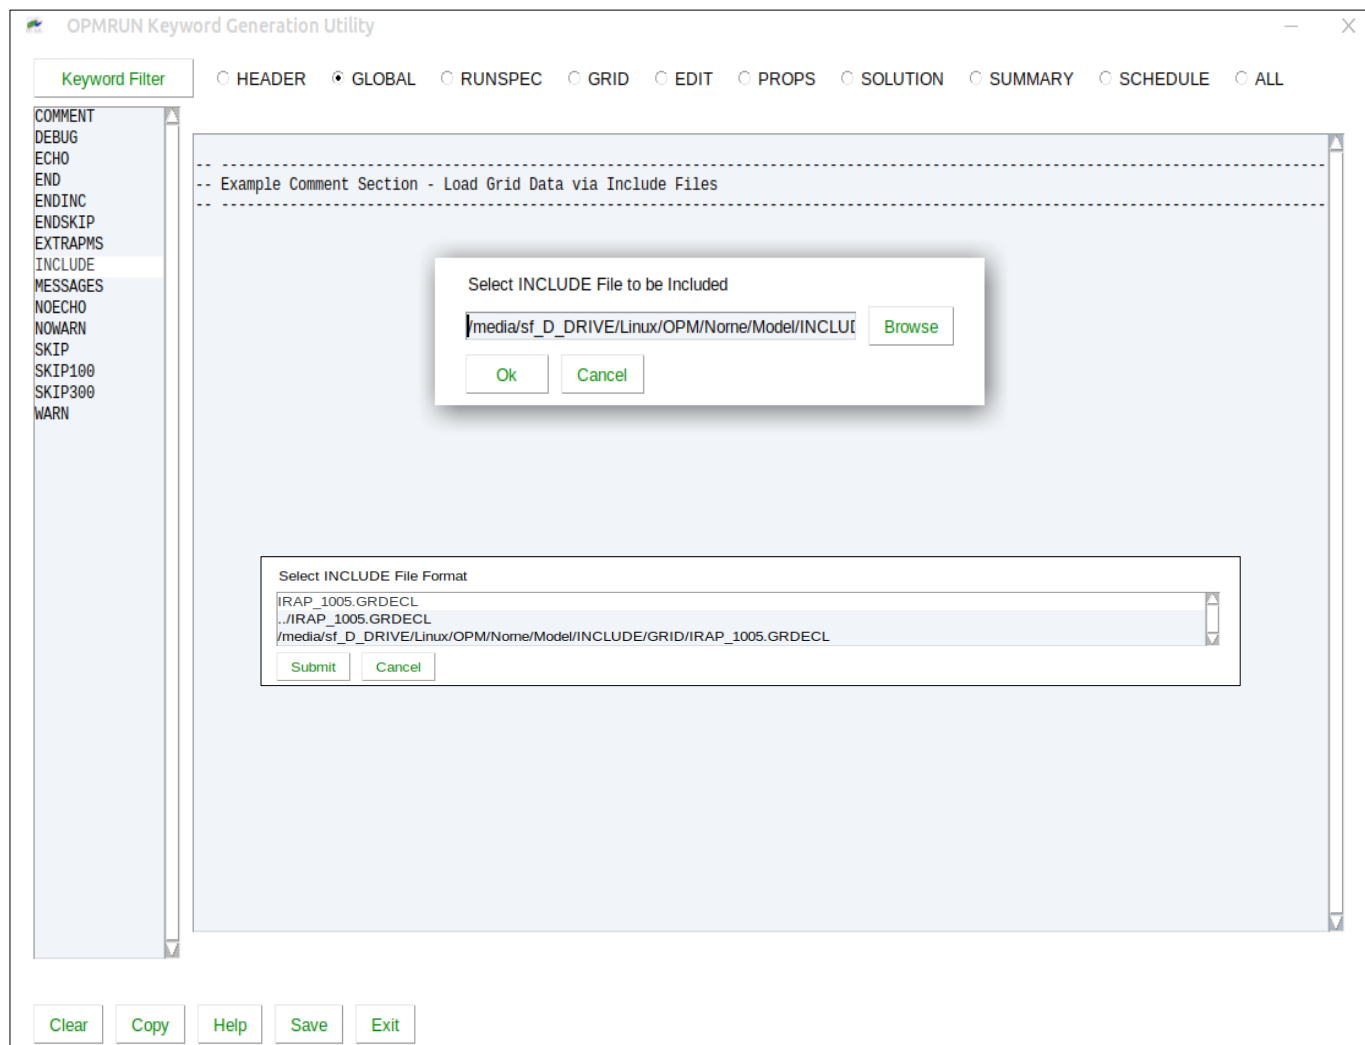 OPMRUN Keyword Generation Utility
Keyword Filter HEADER GLOBAL RUNSPEC GRID EDIT PROPS SOLUTION SUMMARY SCHEDULE ALL
COMMENT
DEBUG
ECHO
END
ENDINC
ENDSKIP
EXTRAPMS
INCLUDE
MESSAGES
NOECHO
NOWARN
SKIP
SKIP100
SKIP300
WARN
-- --------------------------------------------------------------------------------------------------------------------------------
-- Example Comment Section - Load Grid Data via Include Files
-- --------------------------------------------------------------------------------------------------------------------------------
Select INCLUDE File to be Included
/media/sf_D_DRIVE/Linux/OPM/Norne/Model/INCLUD Browse
Ok Cancel
Select INCLUDE File Format
IRAP_1005.GRDECL
../IRAP_1005.GRDECL
/media/sf_D_DRIVE/Linux/OPM/Norne/Model/INCLUDE/GRID/IRAP_1005.GRDECL
Submit Cancel
Clear Copy Help Save Exit